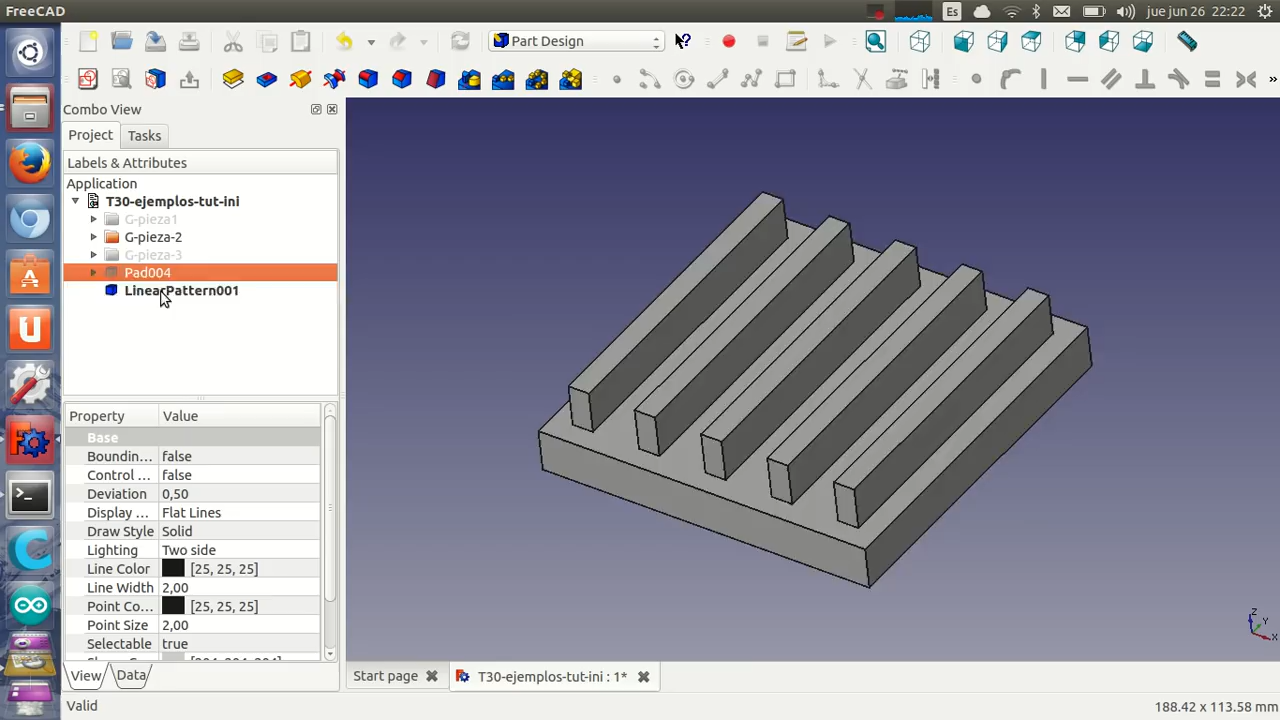 FreeCAD
Es
jue jun 26 22:22
Part Design
Combo View
Project
Tasks
Labels & Attributes
Application
T30-ejemplos-tut-ini
G-pieza1
G-pieza-2
G-pieza-3
Pad004
LinearPattern001
Property Value
Base
Boundin... false
Control ... false
Deviation 0,50
Display ... Flat Lines
Draw Style Solid
Lighting Two side
Line Color [25, 25, 25]
Line Width 2,00
Point Co... [25, 25, 25]
Point Size 2,00
Selectable true
View
Data
Start page
T30-ejemplos-tut-ini : 1*
Z
Y
X
Valid
188.42 x 113.58 mm